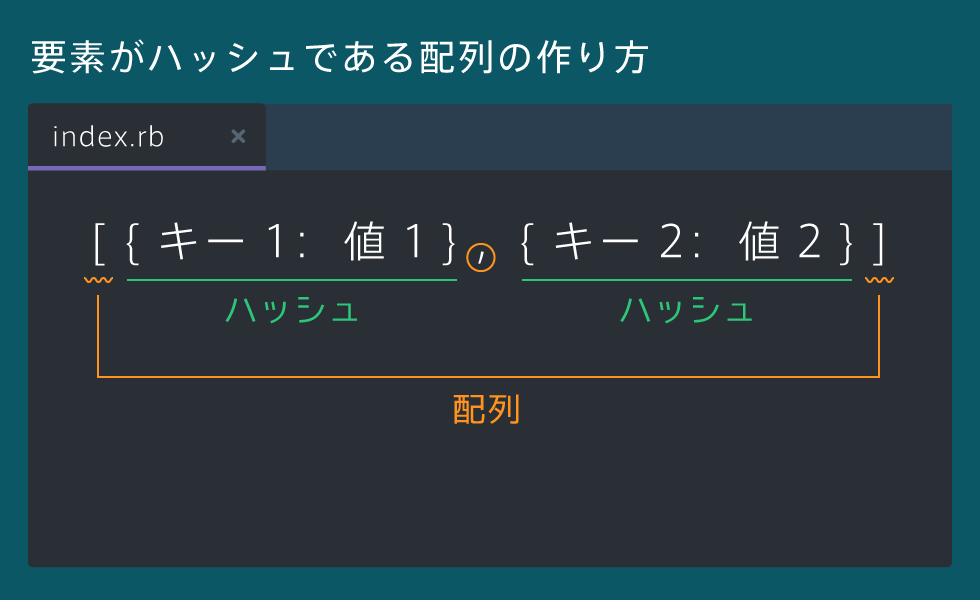 要素がハッシュである配列の作り方
index.rb ×
[ { キー 1: 値 1 } , { キー 2: 値 2 } ]
ハッシュ ハッシュ
配列